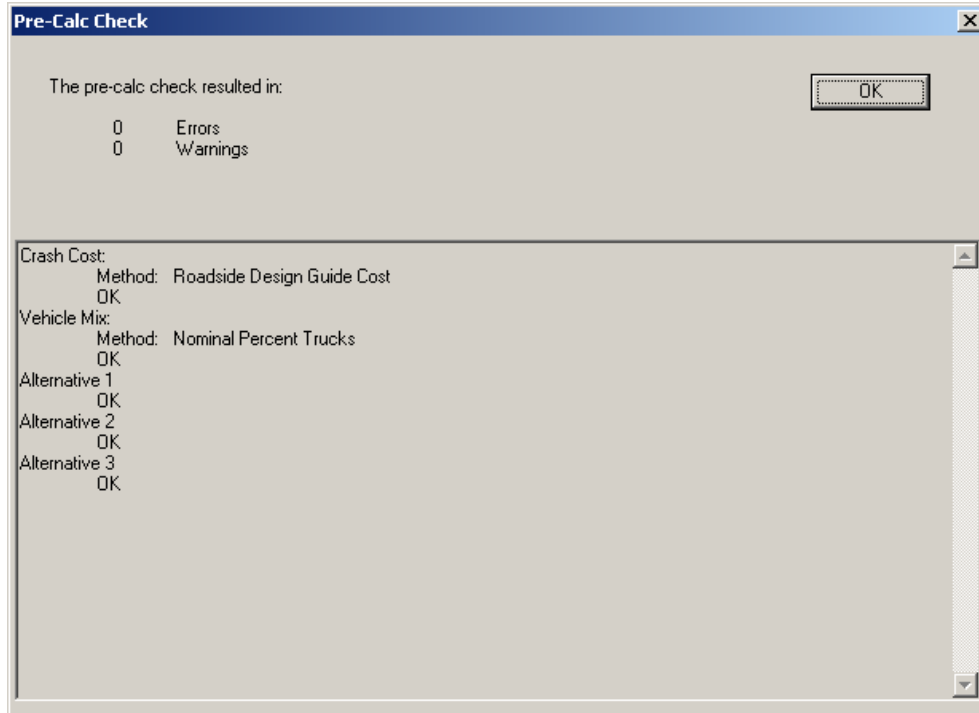 Pre-Calc Check
The pre-calc check resulted in:
OK
0 Errors
0 Warnings
Crash Cost:
Method: Roadside Design Guide Cost
OK
Vehicle Mix:
Method: Nominal Percent Trucks
OK
Alternative 1
OK
Alternative 2
OK
Alternative 3
OK